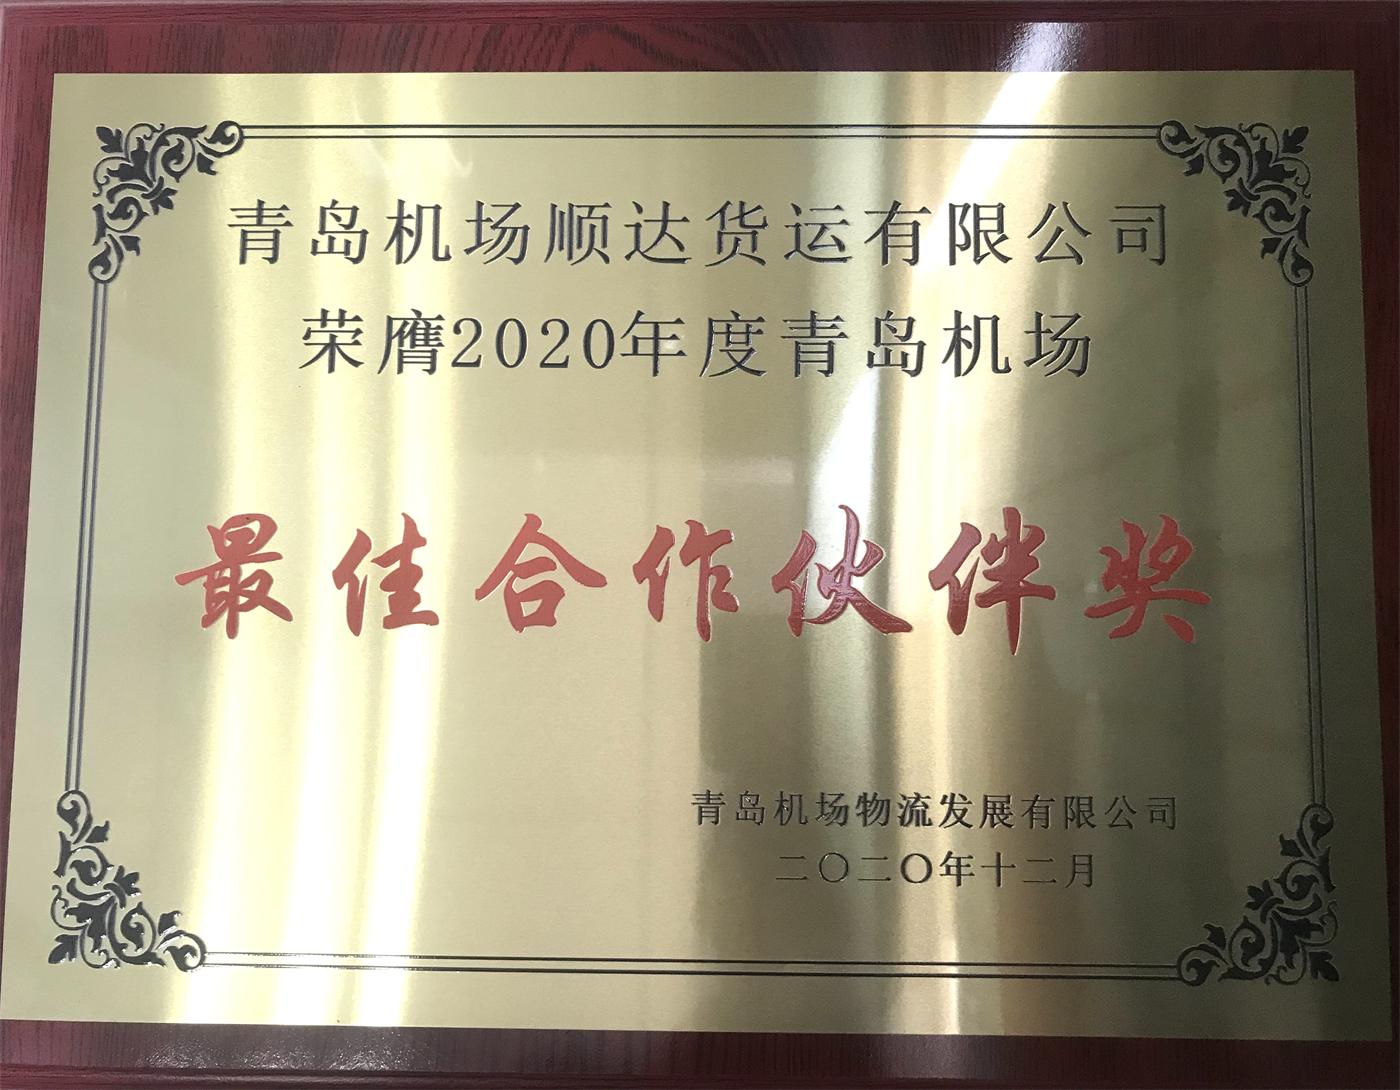 青岛机场顺达货运有限公司
荣膺2020年度青岛机场
最佳合作伙伴奖
青岛机场物流发展有限公司
二〇二〇年十二月